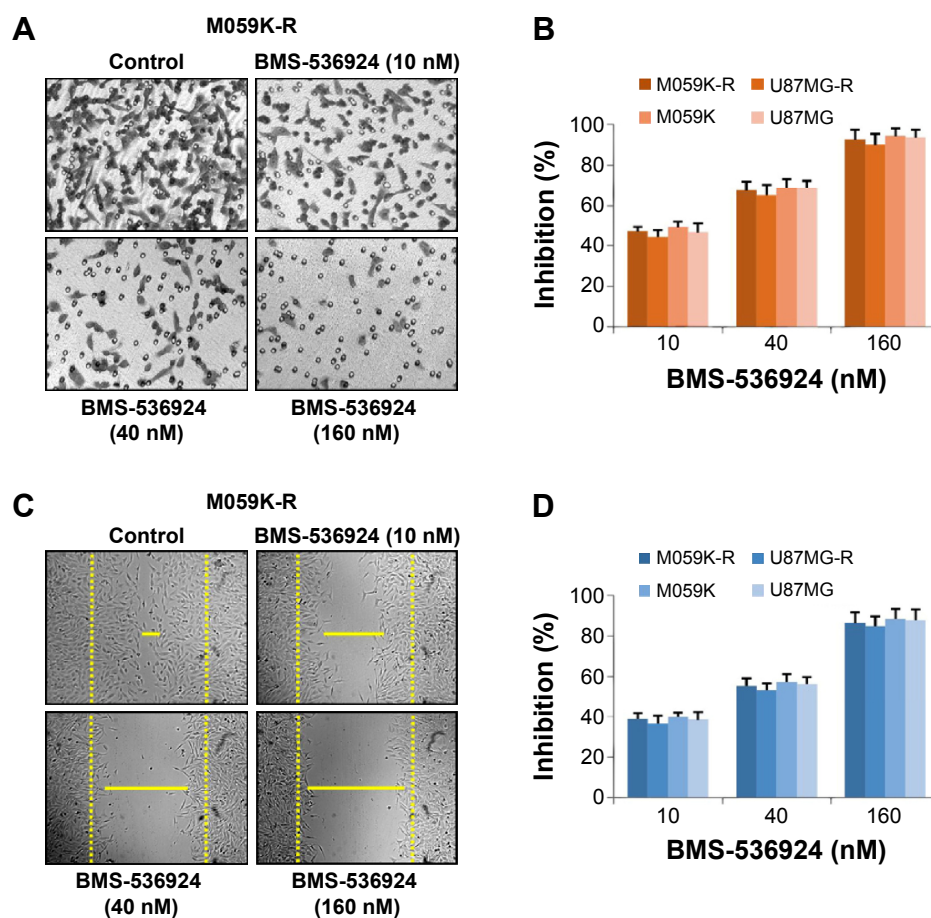 A
M059K-R
Control
BMS-536924 (10 nM)
BMS-536924
(40 nM)
BMS-536924
(160 nM)
B
M059K-R
U87MG-R
M059K
U87MG
Inhibition (%)
100
80
60
40
20
0
10
40
160
BMS-536924 (nM)
C
M059K-R
Control
BMS-536924 (10 nM)
BMS-536924
(40 nM)
BMS-536924
(160 nM)
D
M059K-R
U87MG-R
M059K
U87MG
Inhibition (%)
100
80
60
40
20
0
10
40
160
BMS-536924 (nM)